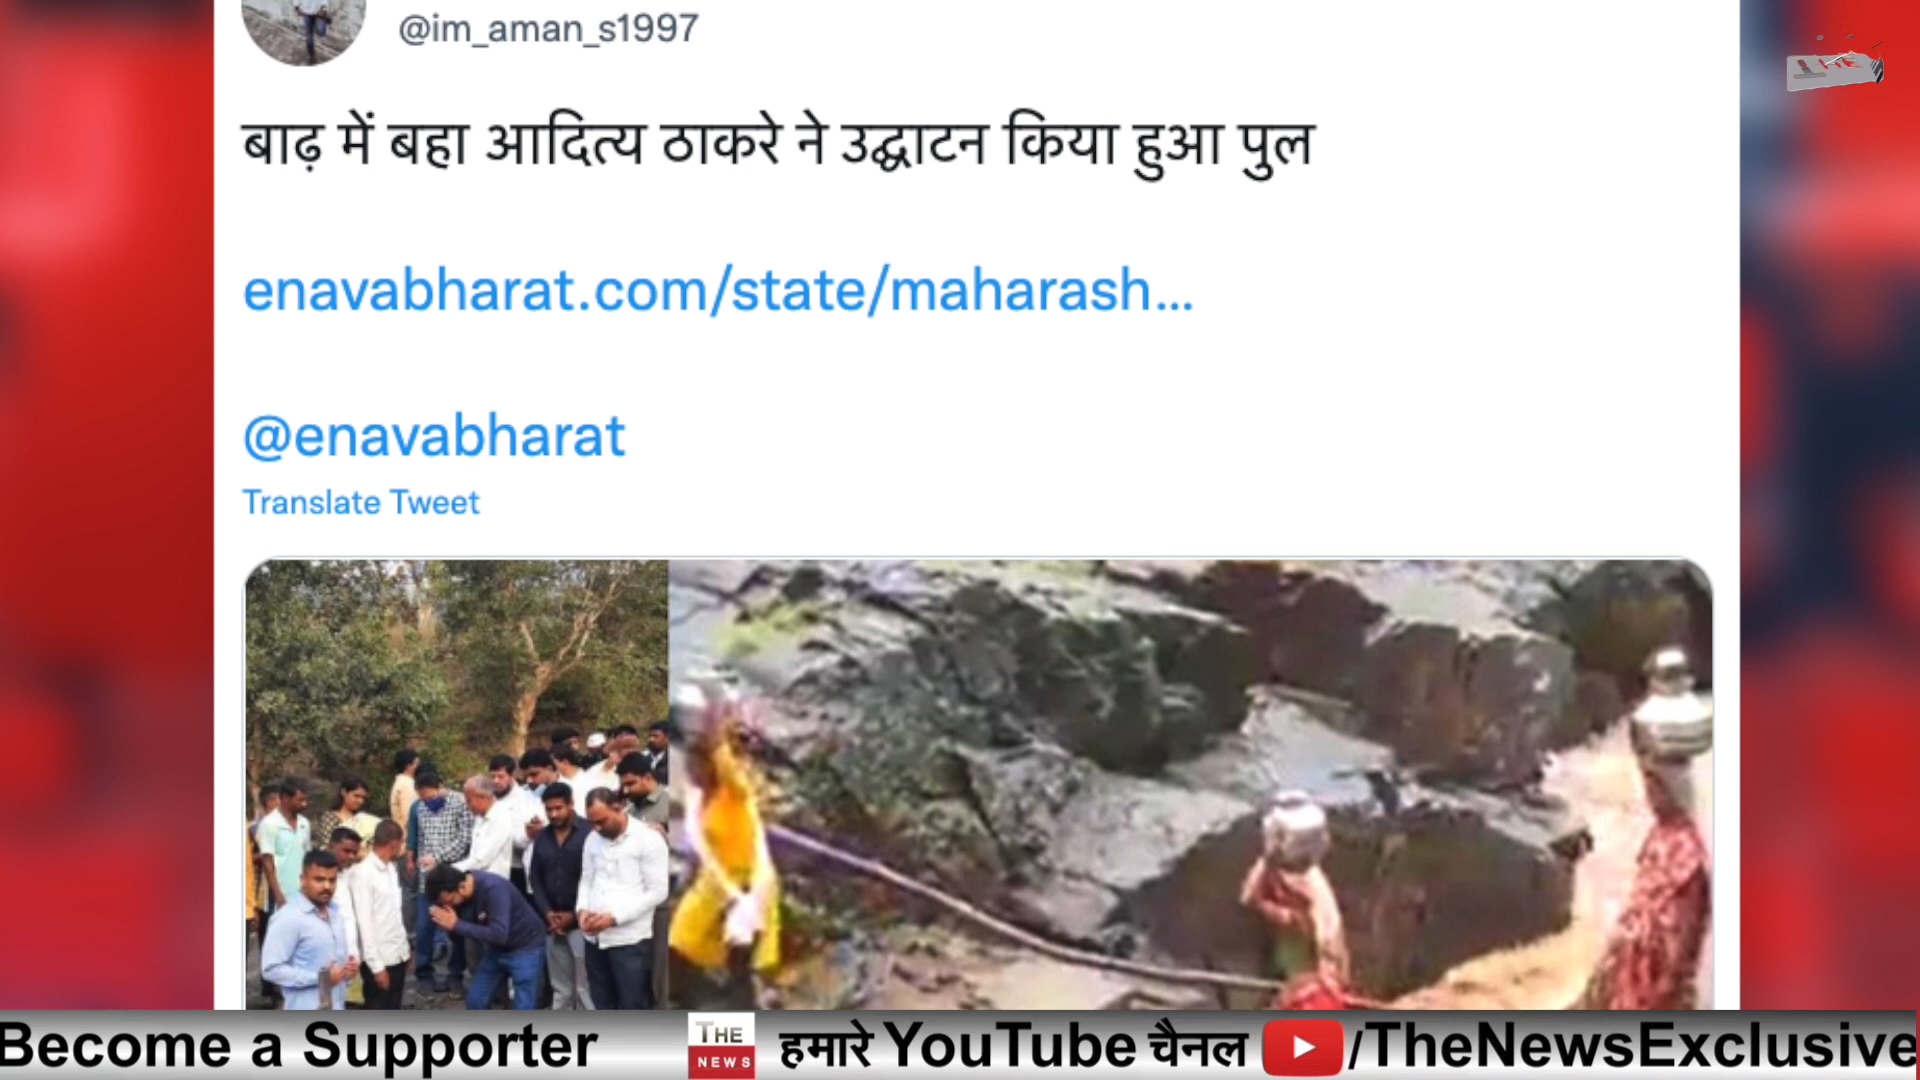 @im_aman_s1997
बाढ़ में बहा आदित्य ठाकरे ने उद्घाटन किया हुआ पुल
enavabharat.com/state/maharash...
@enavabharat
Translate Tweet
Become a Supporter THE NEWS हमारे YouTube चैनल /TheNewsExclusive